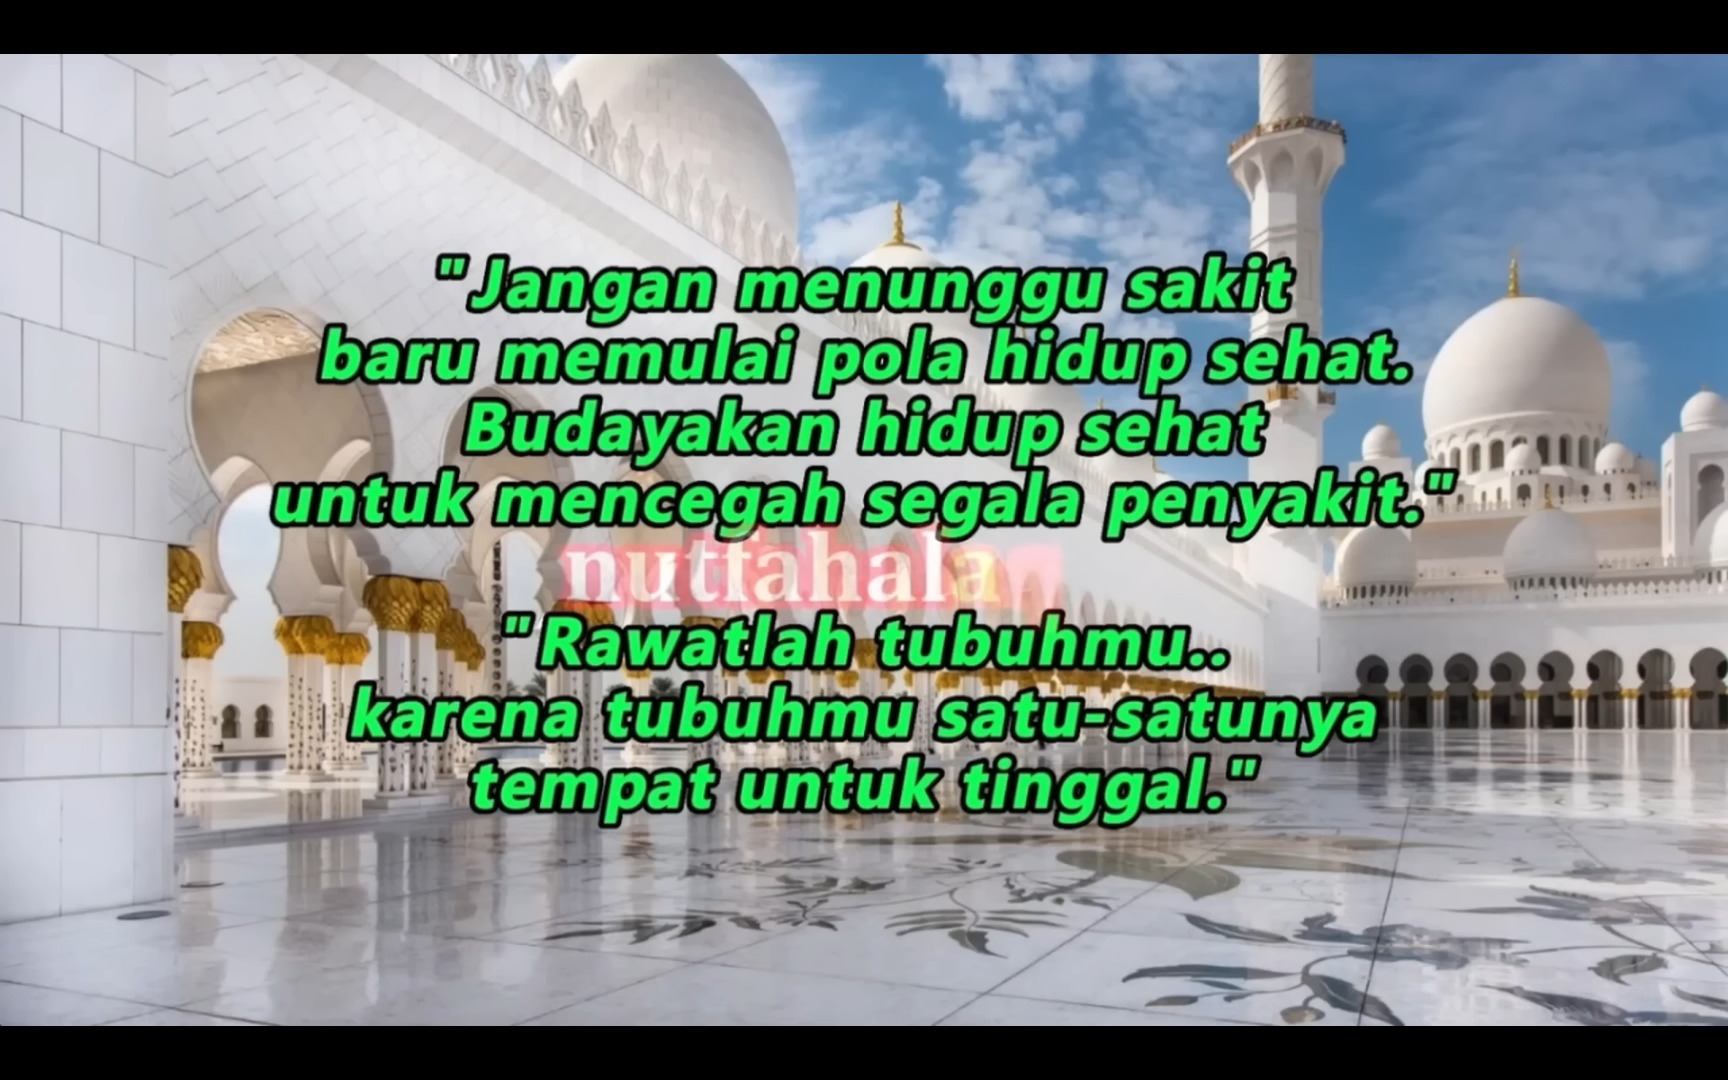 "Jangan menunggu sakit
baru memulai pola hidup sehat.
Budayakan hidup sehat
untuk mencegah segala penyakit."
nutfahala
"Rawatlah tubuhmu..
karena tubuhmu satu-satunya
tempat untuk tinggal."